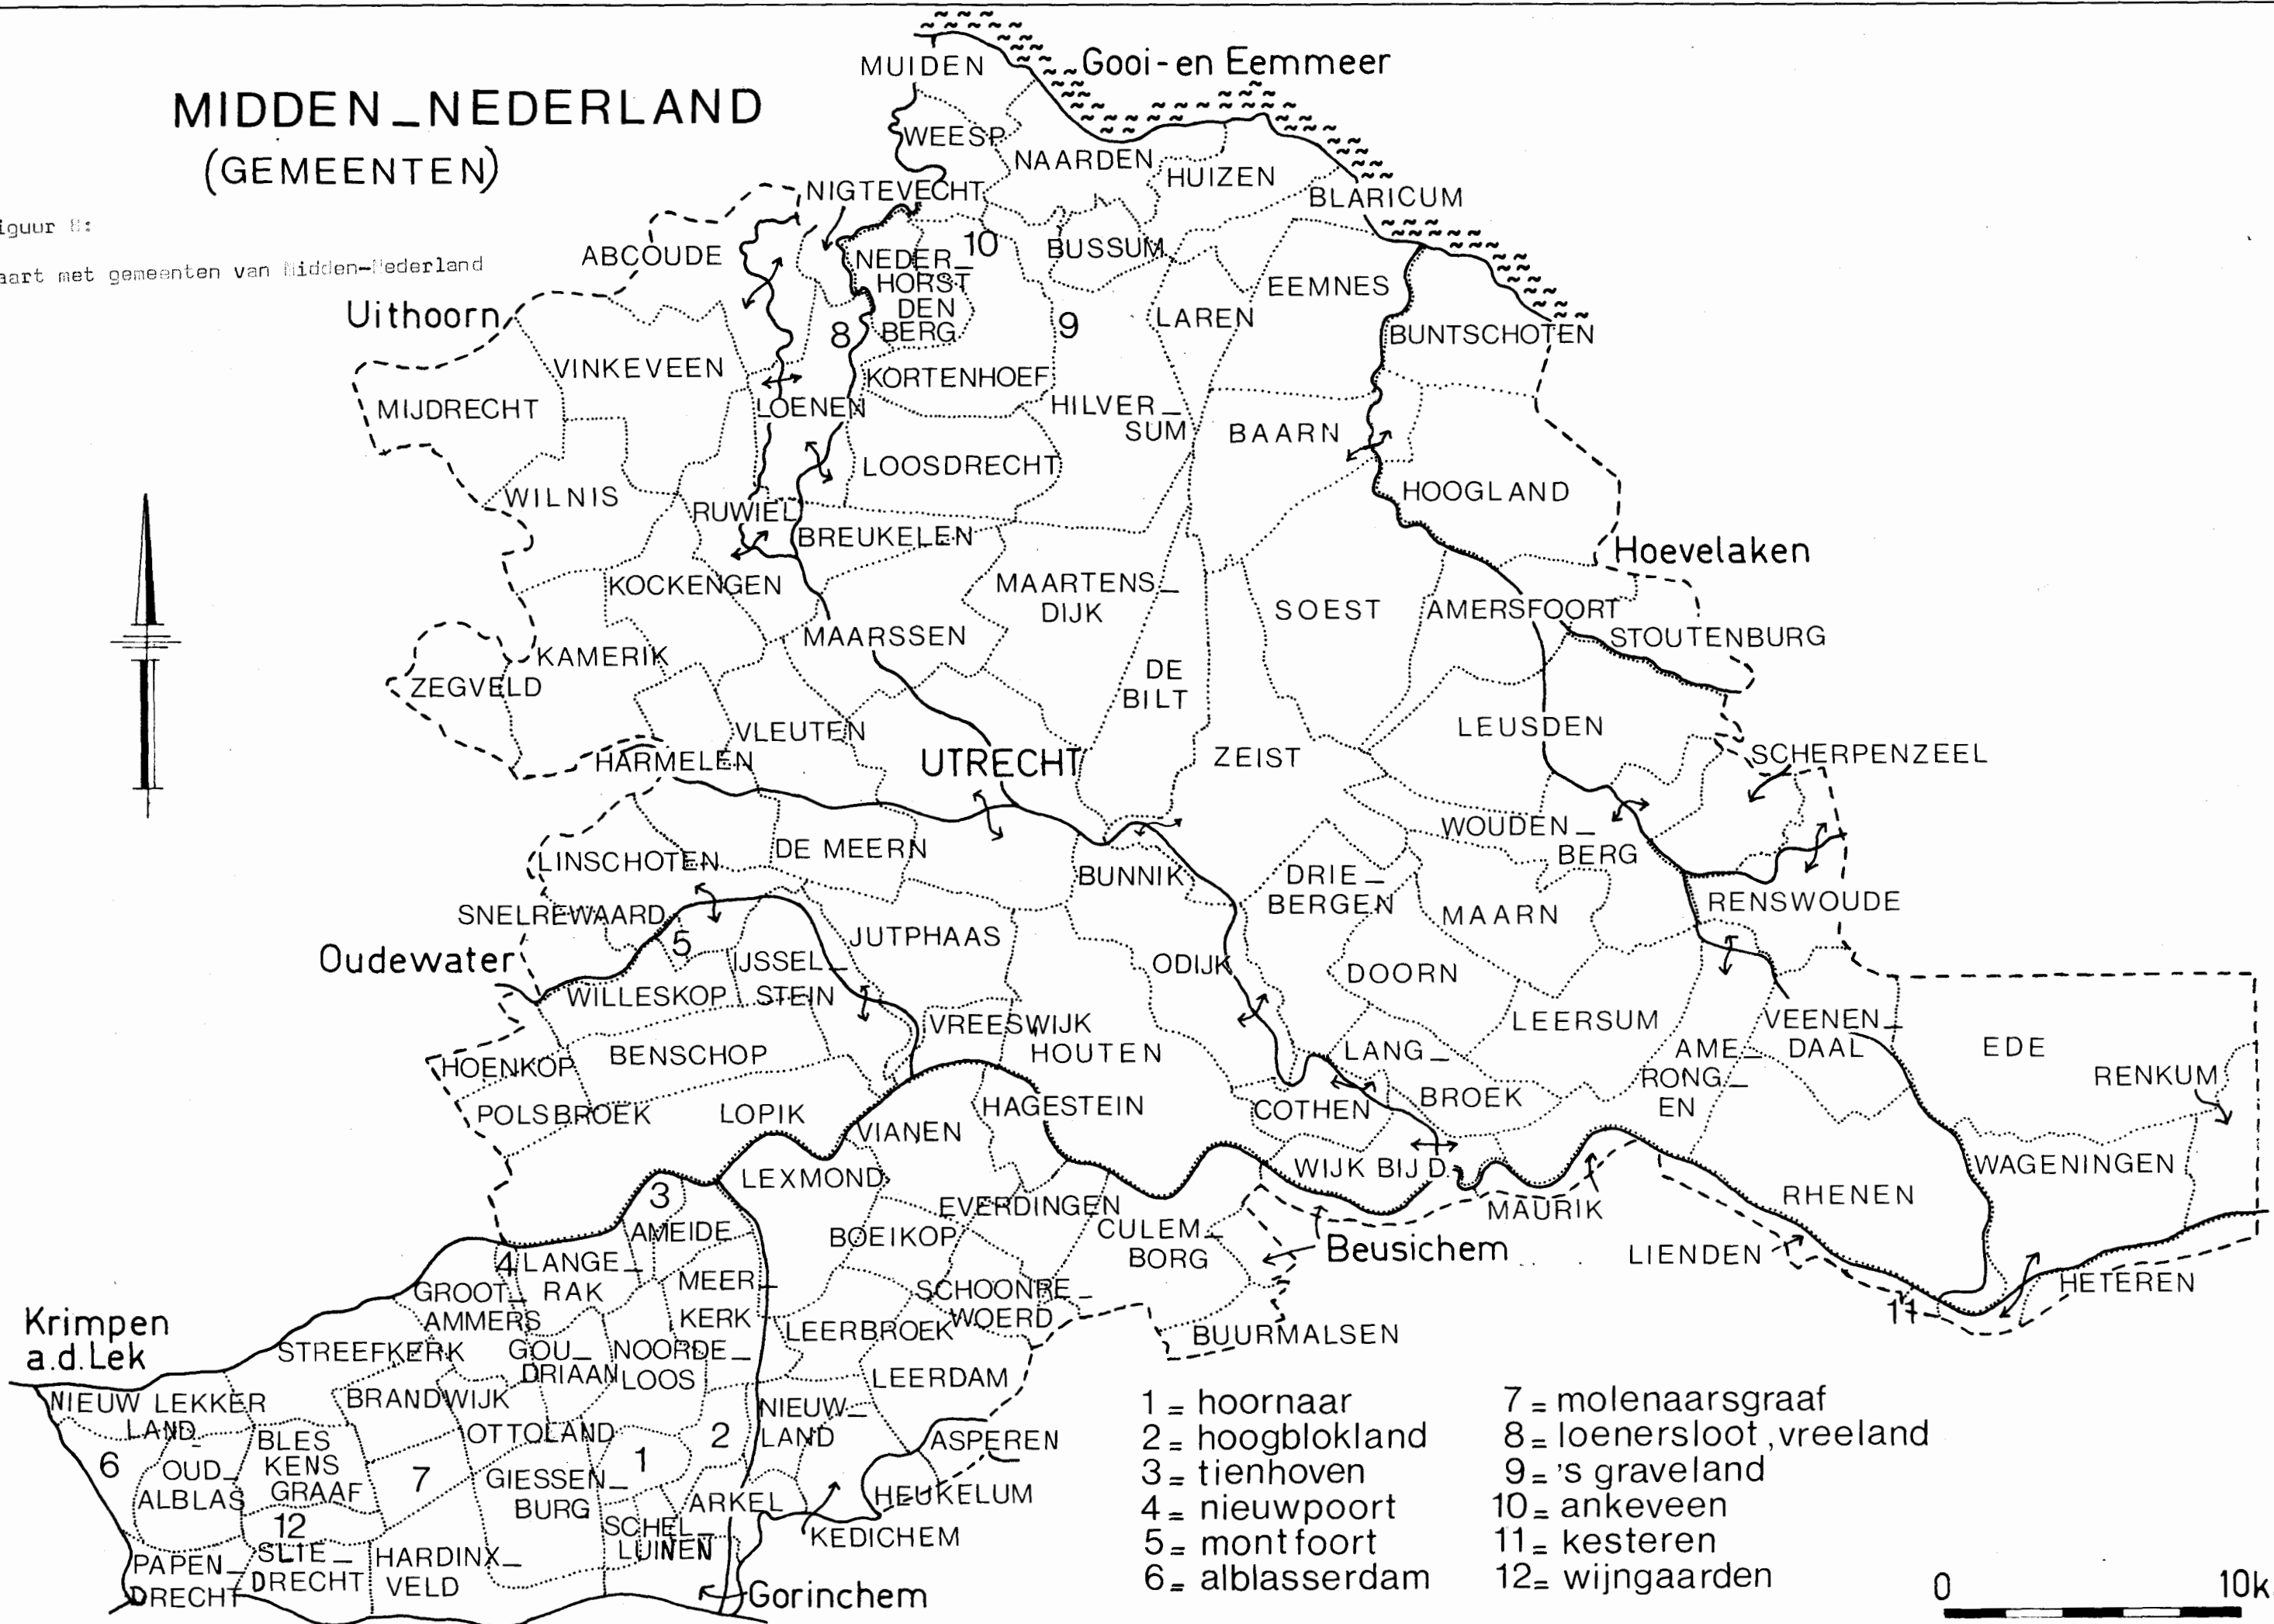 MIDDEN_NEDERLAND
(GEMEENTEN)
iguur 8:
aart met gemeenten van Midden-Nederland
Gooi-en Eemmeer
MUIDEN
WEESP
NAARDEN
HUIZEN
NIGTEVECHT
BLARICUM
ABCOUDE
10
BUSSUM
NEDER_
HORST
DEN
BERG
EEMNES
Uithoorn
8
9
LAREN
BUNTSCHOTEN
VINKEVEEN
KORTENHOEF
MIJDRECHT
LOENEN
HILVER_
SUM
BAARN
LOOSDRECHT
WILNIS
HOOGLAND
RUWIEL
BREUKELEN
Hoevelaken
KOCKENGEN
MAARTENS_
DIJK
SOEST
AMERSFOORT
MAARSSEN
STOUTENBURG
KAMERIK
ZEGVELD
DE
BILT
VLEUTEN
LEUSDEN
HARMELEN
UTRECHT
ZEIST
SCHERPENZEEL
WOUDEN_
BERG
LINSCHOTEN
DE MEERN
BUNNIK
DRIE_
BERGEN
RENSWOUDE
SNELREWAARD
MAARN
5
JUTPHAAS
Oudewater
IJSSEL_
STEIN
ODIJK
DOORN
WILLESKOP
VREESWIJK
LEERSUM
VEENEN_
DAAL
HOENKOP
BENSCHOP
HOUTEN
LANG_
BROEK
AME_
RONG_
EN
EDE
RENKUM
POLSBROEK
LOPIK
HAGESTEIN
COTHEN
VIANEN
LEXMOND
WIJK BIJ D.
WAGENINGEN
3
EVERDINGEN
MAURIK
RHENEN
AMEIDE
BOEIKOP
CULEM_
BORG
Beusichem
LIENDEN
4
LANGE_
RAK
MEER_
KERK
SCHOONRE_
WOERD
HETEREN
GROOT_
AMMERS
11
Krimpen
a.d.Lek
LEERBROEK
BUURMALSEN
STREEFKERK
GOU_
DRIAAN
NOORDE_
LOOS
LEERDAM
NIEUW LEKKER
LAND_
BRANDWIJK
NIEUW_
LAND
OTTOLAND
2
ASPEREN
6
BLES
KENS
GRAAF
OUD_
ALBLAS
7
GIESSEN_
BURG
1
ARKEL
HEUKELUM
12
SCHEL_
LUINEN
KEDICHEM
PAPEN_
DRECHT
SLIE_
DRECHT
HARDINX_
VELD
Gorinchem
1= hoornaar
2= hoogblokland
3= tienhoven
4= nieuwpoort
5= montfoort
6= alblasserdam
7= molenaarsgraaf
8= loenersloot,vreeland
9= 's graveland
10= ankeveen
11= kesteren
12= wijngaarden
0
10k